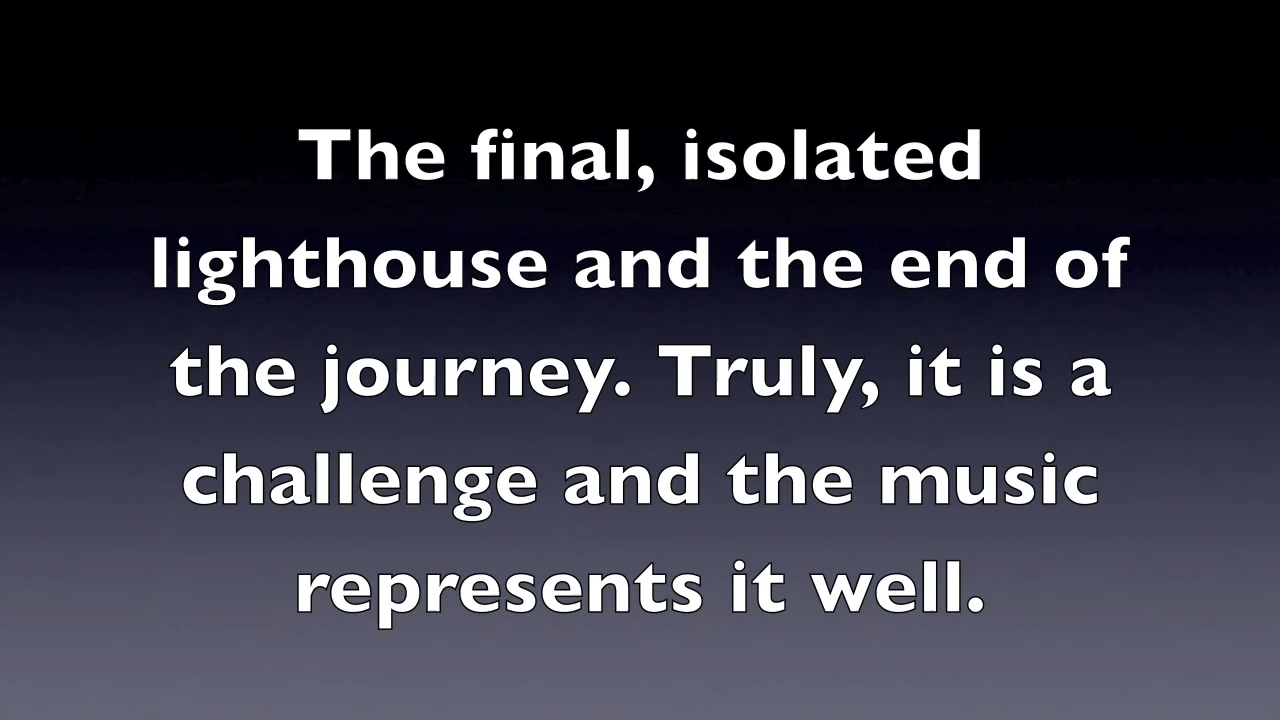 The final, isolated
lighthouse and the end of
the journey. Truly, it is a
challenge and the music
represents it well.